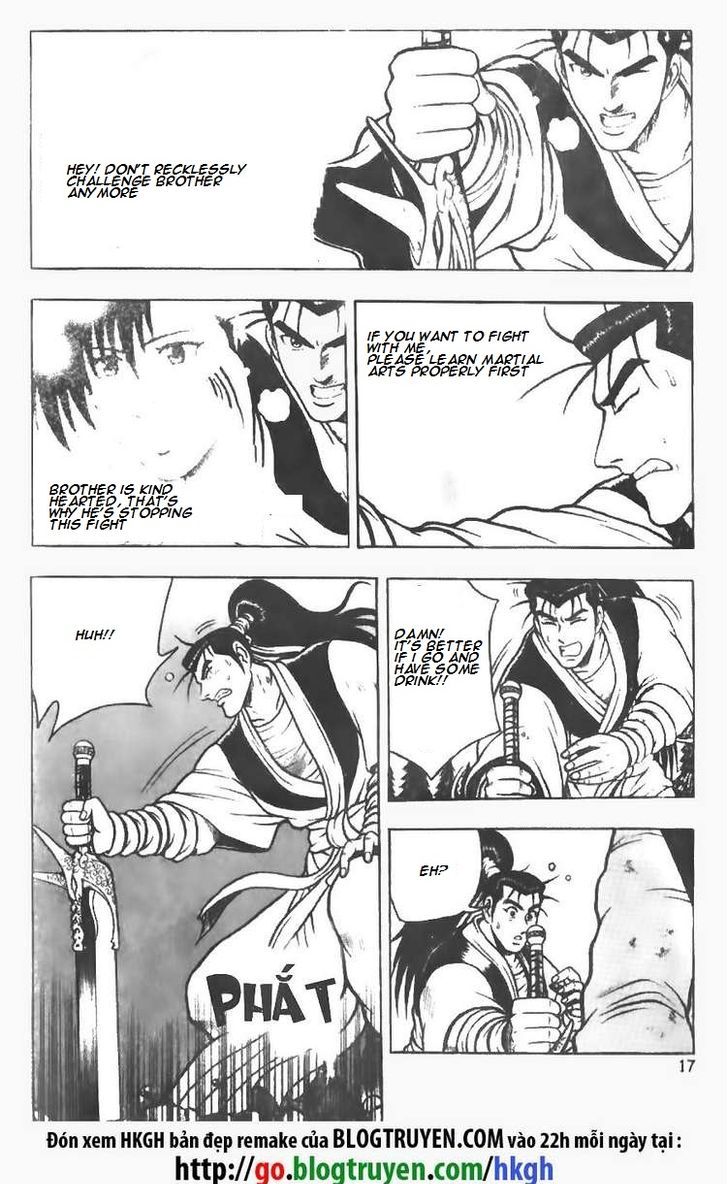 HEY! DON'T RECKLESSLY
CHALLENGE BROTHER
ANYMORE
IF YOU WANT TO FIGHT
WITH ME,
PLEASE LEARN MARTIAL
ARTS PROPERLY FIRST
BROTHER IS KIND
HEARTED, THAT'S
WHY HE'S STOPPING
THIS FIGHT
HUH!!
DAMN!
IT'S BETTER
IF I GO AND
HAVE SOME
DRINK!!
EH?
PHẮT
17
Đón xem HKGH bản đẹp remake của BLOGTRUYEN.COM vào 22h mỗi ngày tại :
http://go.blogtruyen.com/hkgh